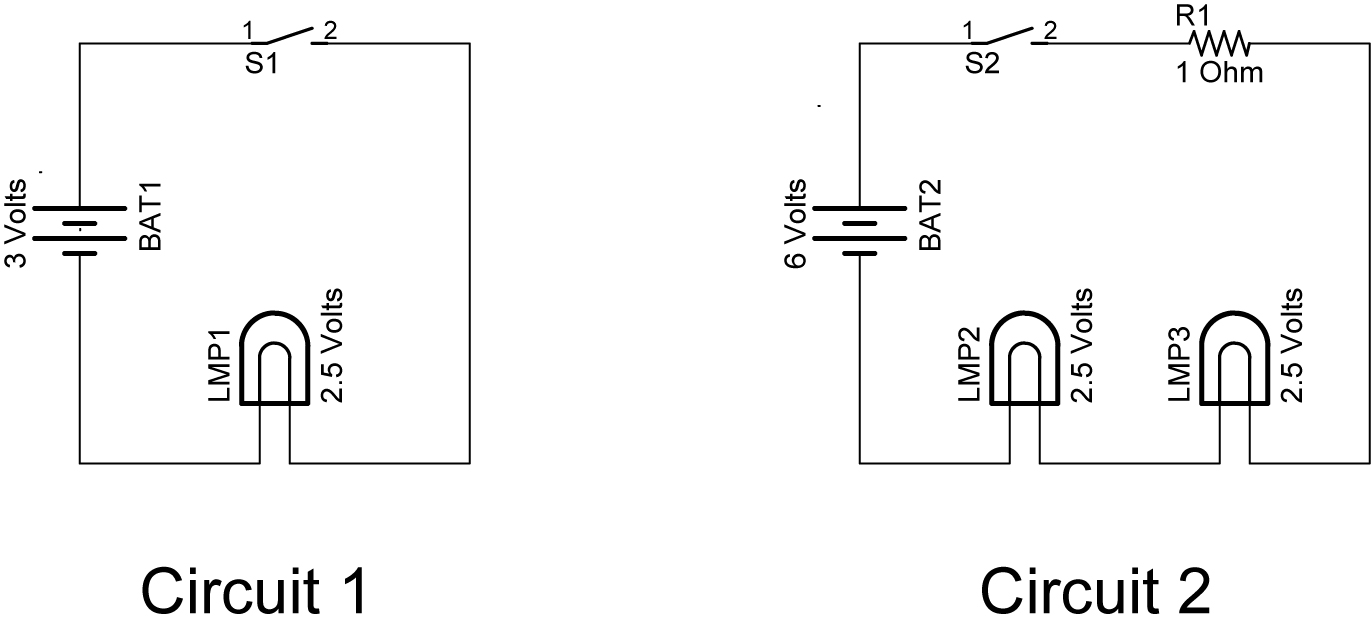 1 2
S1
3 Volts
BAT1
LMP1
2.5 Volts
Circuit 1
1 2
S2
R1
1 Ohm
6 Volts
BAT2
LMP2
2.5 Volts
LMP3
2.5 Volts
Circuit 2